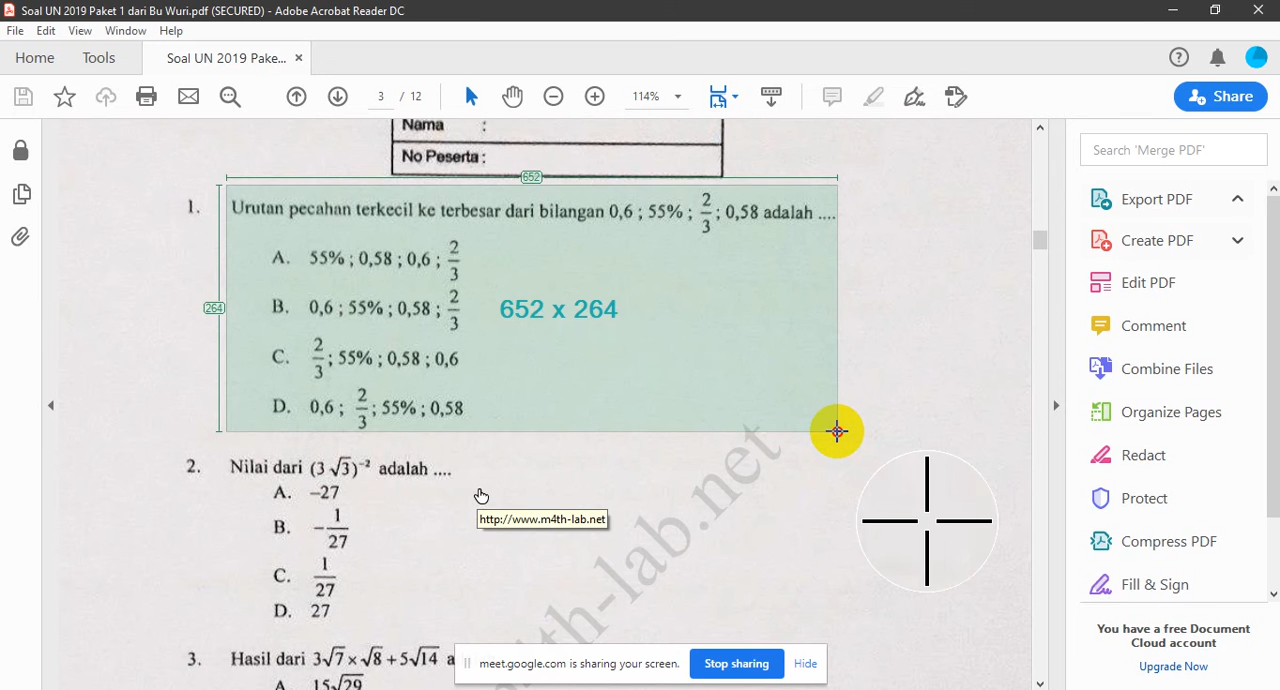 Soal UN 2019 Paket 1 dari Bu Wuri.pdf (SECURED) - Adobe Acrobat Reader DC
File Edit View Window Help
Home Tools Soal UN 2019 Pake... ×
3 / 12 114% Share
Nama :
No Peserta :
Search 'Merge PDF'
652
1. Urutan pecahan terkecil ke terbesar dari bilangan 0,6 ; 55% ; 2/3 ; 0,58 adalah ....
A. 55% ; 0,58 ; 0,6 ; 2/3
B. 0,6 ; 55% ; 0,58 ; 2/3
C. 2/3 ; 55% ; 0,58 ; 0,6
D. 0,6 ; 2/3 ; 55% ; 0,58
264
652 x 264
2. Nilai dari (3√3)⁻² adalah ....
A. –27
B. –1/27
C. 1/27
D. 27
http://www.m4th-lab.net
3. Hasil dari 3√7×√8+5√14 a
A. 15√29
meet.google.com is sharing your screen. Stop sharing Hide
Export PDF
Create PDF
Edit PDF
Comment
Combine Files
Organize Pages
Redact
Protect
Compress PDF
Fill & Sign
You have a free Document
Cloud account
Upgrade Now